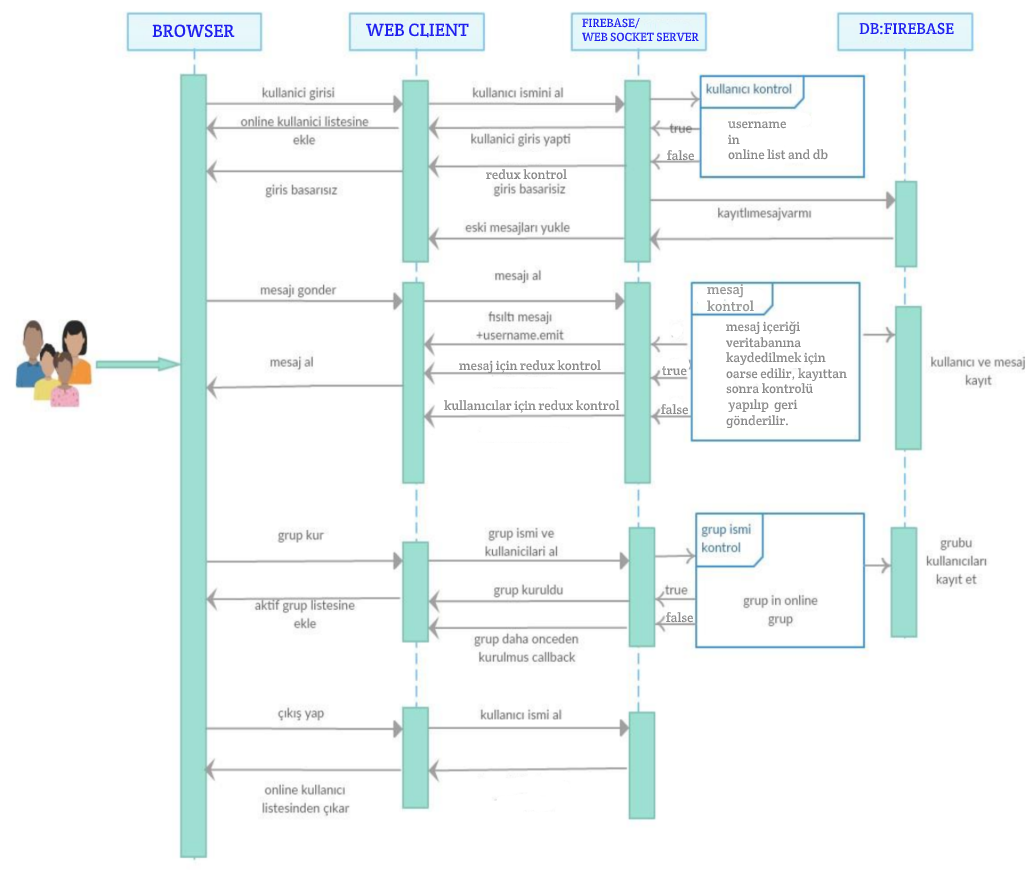 BROWSER
WEB CLIENT
FIREBASE/
WEB SOCKET SERVER
DB:FIREBASE
kullanici girisi
kullanıcı ismini al
kullanıcı kontrol
online kullanici listesine
ekle
kullanici giris yapti
true
username
in
online list and db
false
redux kontrol
giris basarisiz
giris basarısız
kayıtlımesajvarmı
eski mesajları yukle
mesajı al
mesajı gonder
mesaj
kontrol
fısıltı mesajı
+username.emit
mesaj içeriği
veritabanına
kaydedilmek için
oarse edilir, kayıttan
sonra kontrolü
yapılıp geri
gönderilir.
mesaj al
mesaj için redux kontrol
true
kullanıcı ve mesaj
kayıt
kullanıcılar için redux kontrol
false
grup kur
grup ismi ve
kullanicilari al
grup ismi
kontrol
grubu
kullanıcıları
kayıt et
aktif grup listesine
ekle
grup kuruldu
true
false
grup in online
grup
grup daha onceden
kurulmus callback
çıkış yap
kullanıcı ismi al
online kullanıcı
listesinden çıkar